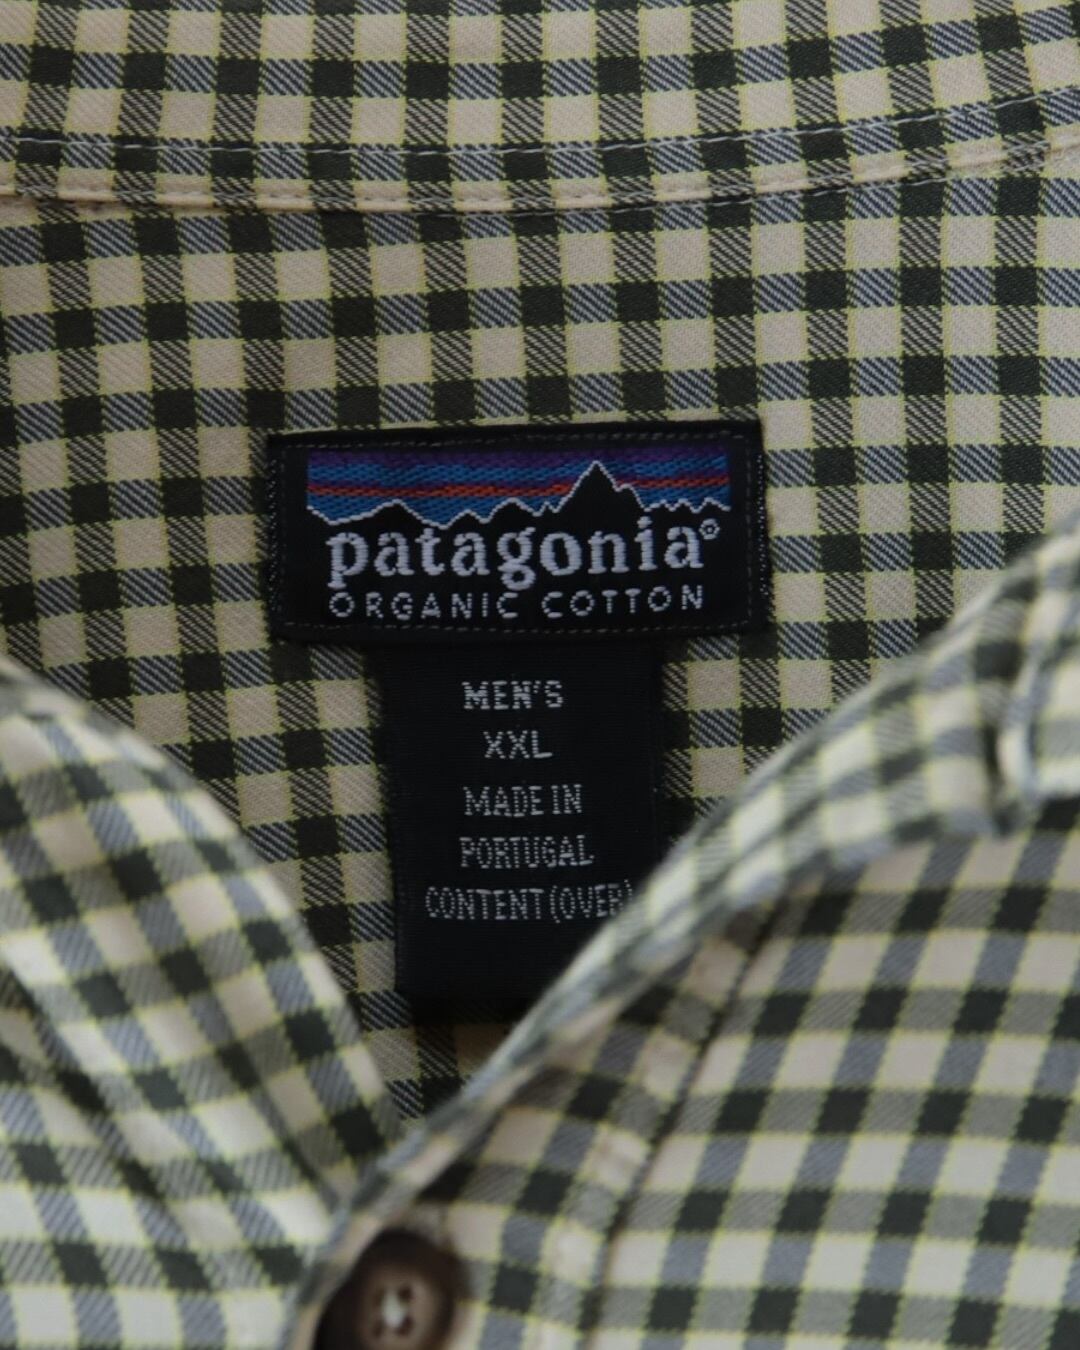 patagonia®
ORGANIC COTTON
MEN'S
XXL
MADE IN
PORTUGAL
CONTENT (OVER)